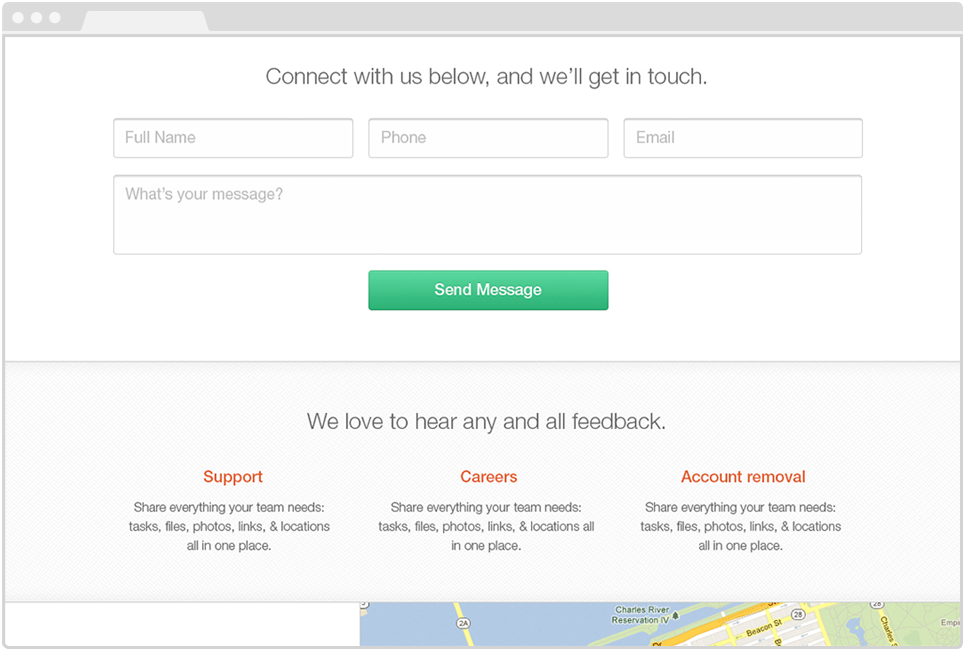 Connect with us below, and we’ll get in touch.
Full Name
Phone
Email
What's your message?
Send Message
We love to hear any and all feedback.
Support
Share everything your team needs:
tasks, files, photos, links, & locations
all in one place.
Careers
Share everything your team needs:
tasks, files, photos, links, & locations all
in one place.
Account removal
Share everything your team needs:
tasks, files, photos, links, & locations
all in one place.
2A
Charles River
Reservation IV
Beacon St
28
28
Charles S
Empi